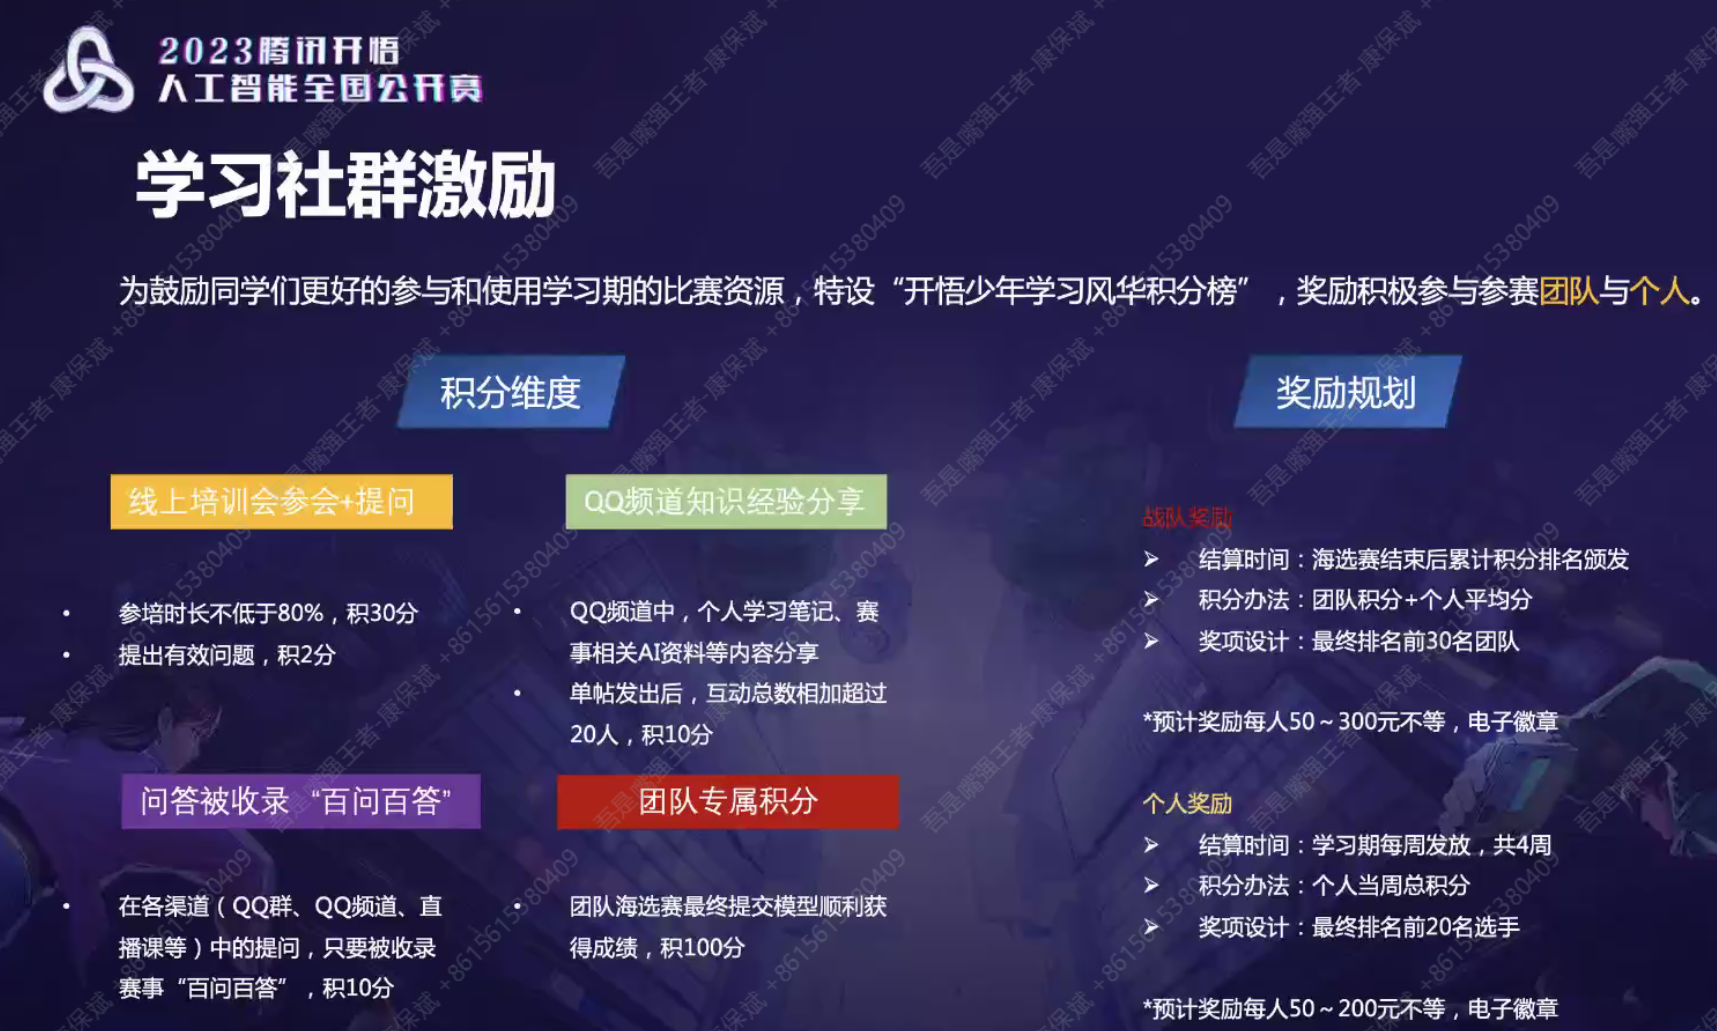 2023腾讯开悟
人工智能全国公开赛
学习社群激励
为鼓励同学们更好的参与和使用学习期的比赛资源，特设“开悟少年学习风华积分榜”，奖励积极参与参赛团队与个人。
积分维度
线上培训会参会+提问
• 参培时长不低于80%，积30分
• 提出有效问题，积2分
QQ频道知识经验分享
• QQ频道中，个人学习笔记、赛
事相关AI资料等内容分享
• 单帖发出后，互动总数相加超过
20人，积10分
问答被收录 “百问百答”
• 在各渠道（QQ群、QQ频道、直
播课等）中的提问，只要被收录
赛事“百问百答”，积10分
团队专属积分
• 团队海选赛最终提交模型顺利获
得成绩，积100分
奖励规划
战队奖励
➢ 结算时间：海选赛结束后累计积分排名颁发
➢ 积分办法：团队积分+个人平均分
➢ 奖项设计：最终排名前30名团队
*预计奖励每人50～300元不等，电子徽章
个人奖励
➢ 结算时间：学习期每周发放，共4周
➢ 积分办法：个人当周总积分
➢ 奖项设计：最终排名前20名选手
*预计奖励每人50～200元不等，电子徽章
吾是嘴强王者-康保斌 +8615615380409